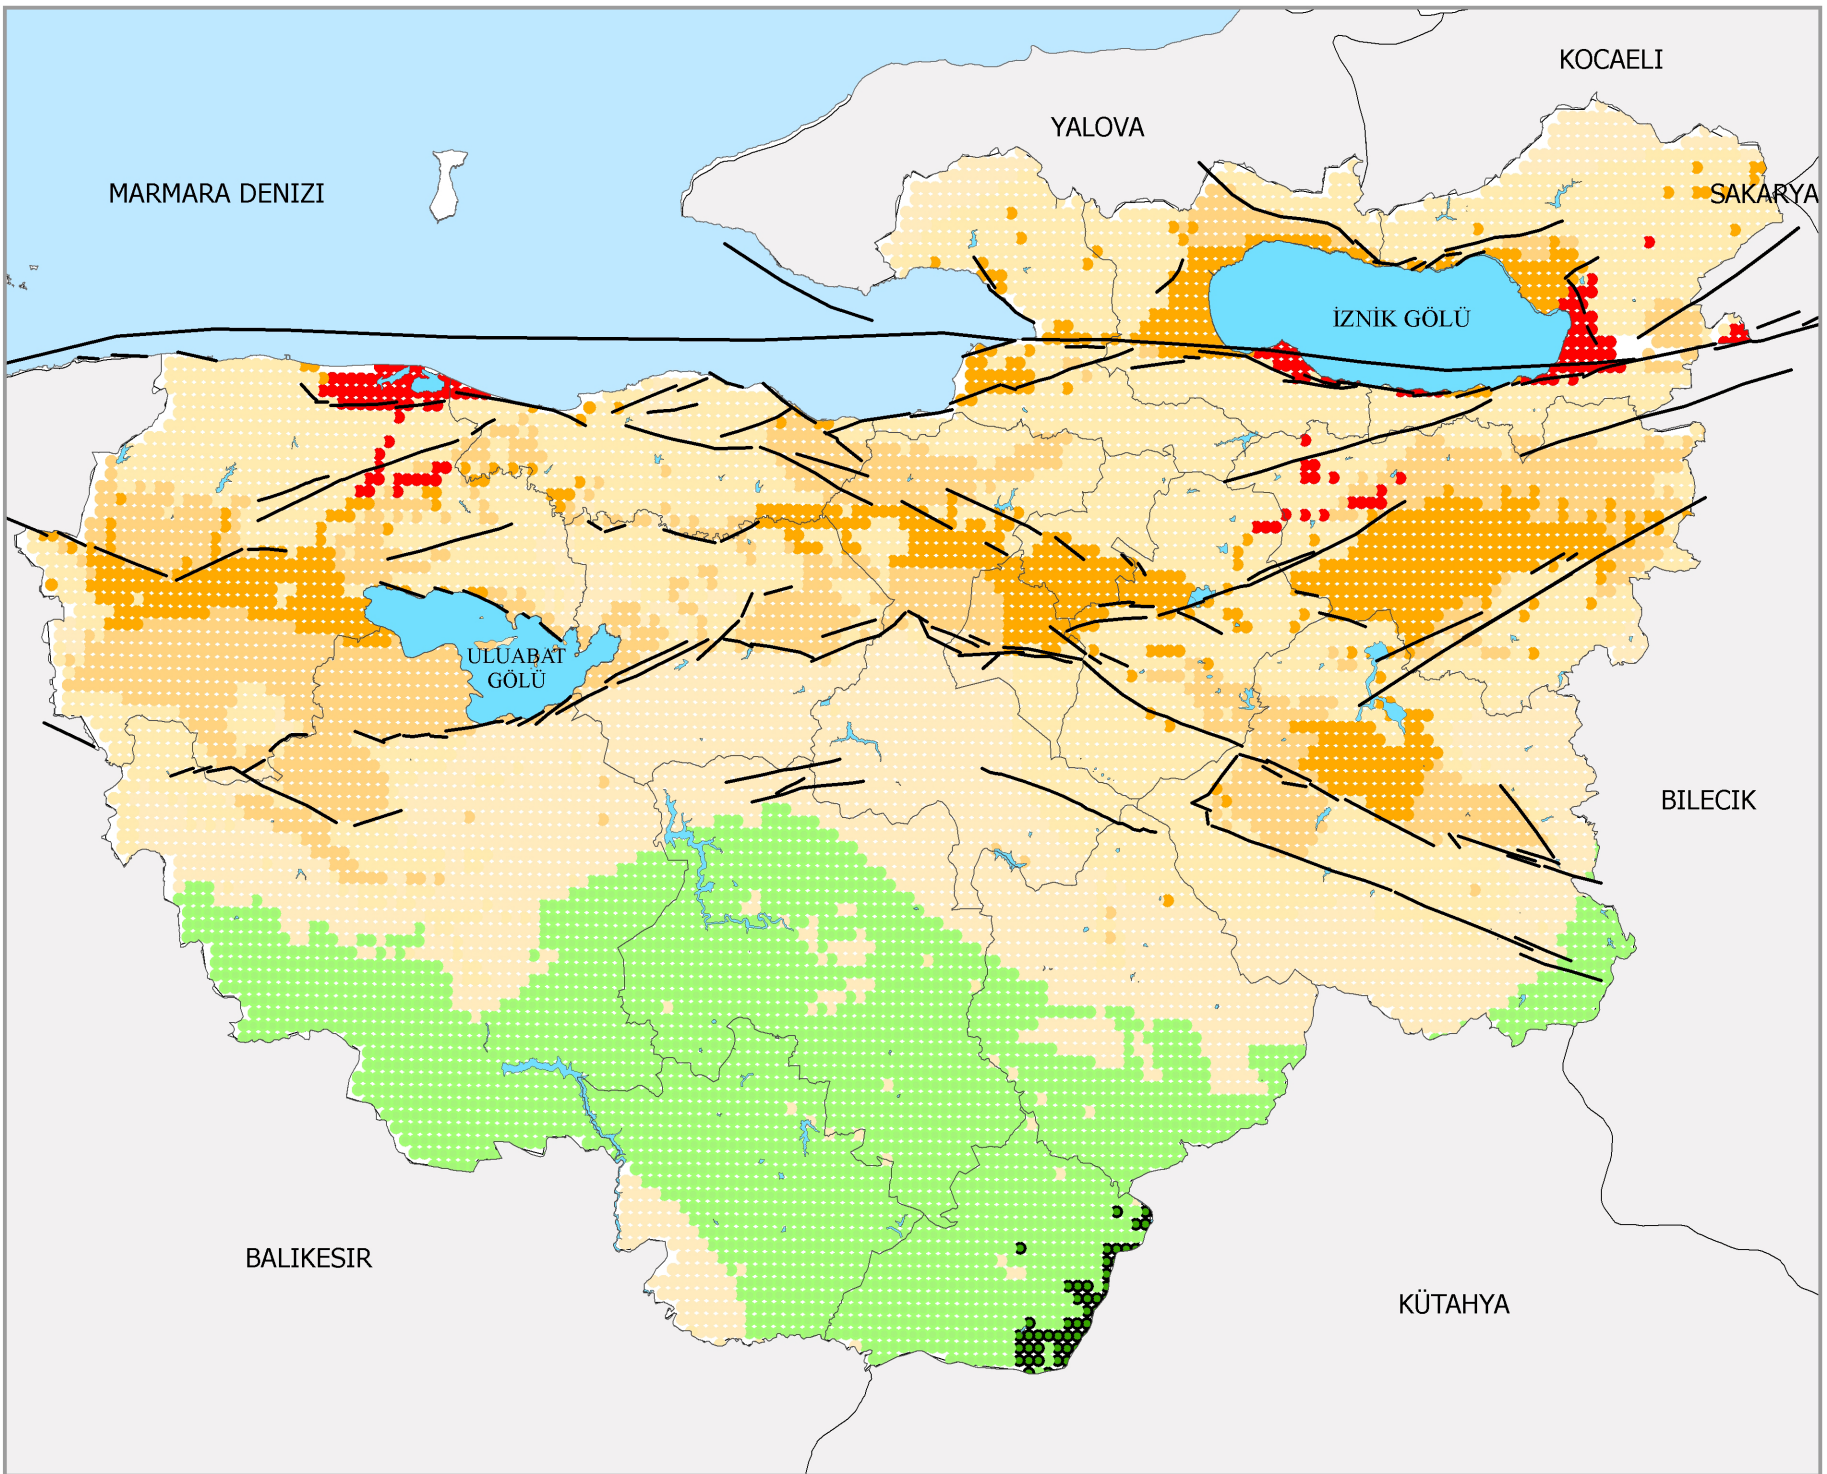 KOCAELI
YALOVA
MARMARA DENIZI
SAKARYA
İZNİK GÖLÜ
ULUABAT
GÖLÜ
BILECIK
BALIKESIR
KÜTAHYA